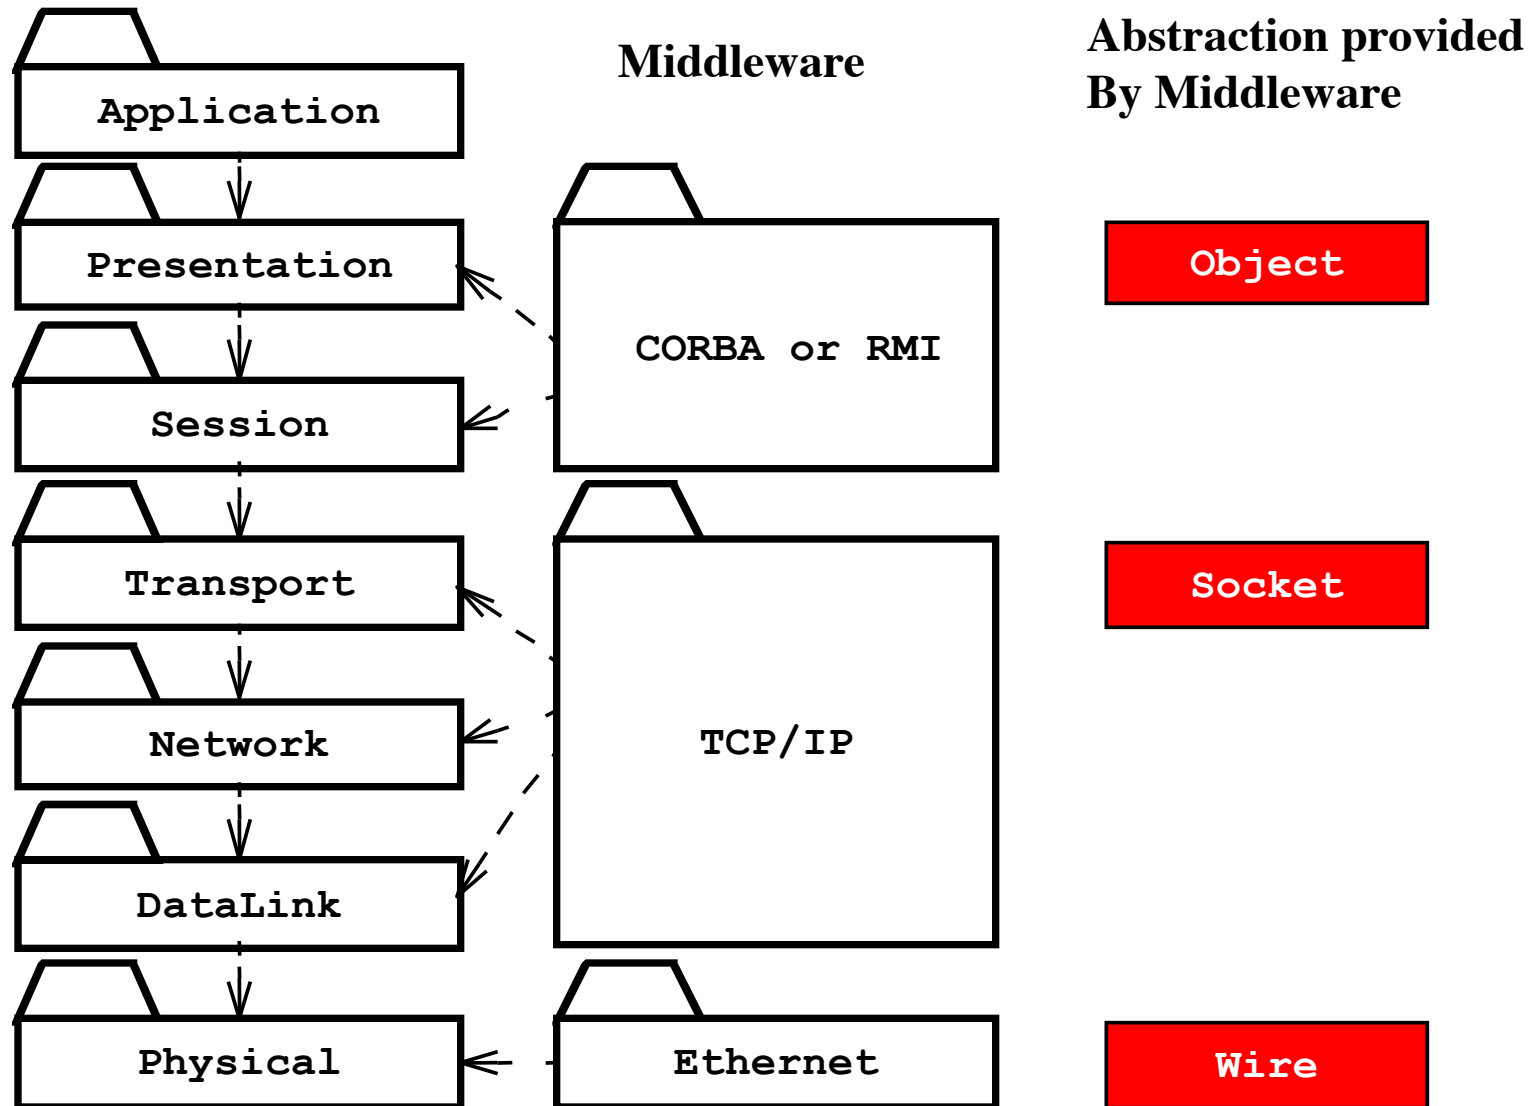 Middleware
Abstraction provided
By Middleware
Application
Presentation
Object
CORBA or RMI
Session
Transport
Socket
Network
TCP/IP
DataLink
Physical
Ethernet
Wire